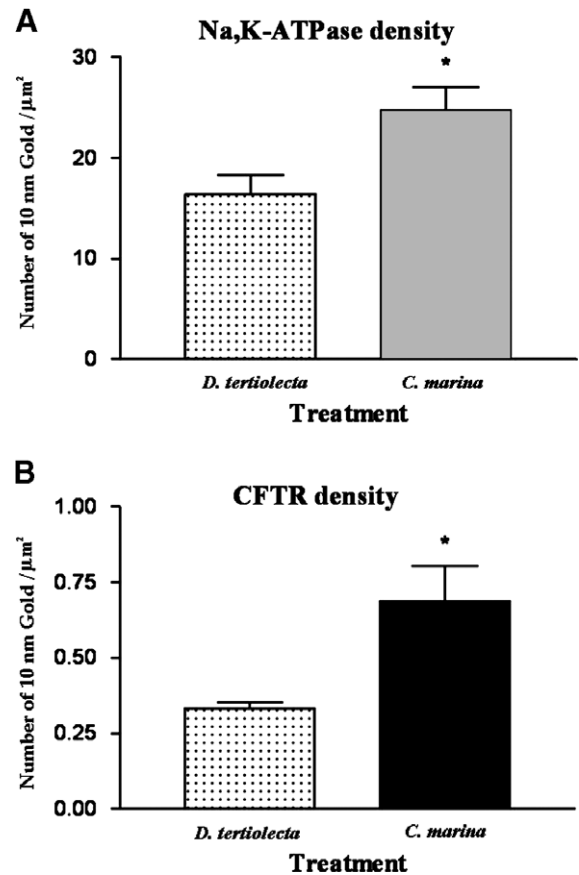 A
Na,K-ATPase density
Number of 10 nm Gold /μm²
30
20
10
0
*
D. tertiolecta
C. marina
Treatment
B
CFTR density
Number of 10 nm Gold /μm²
1.00
0.75
0.50
0.25
0.00
*
D. tertiolecta
C. marina
Treatment